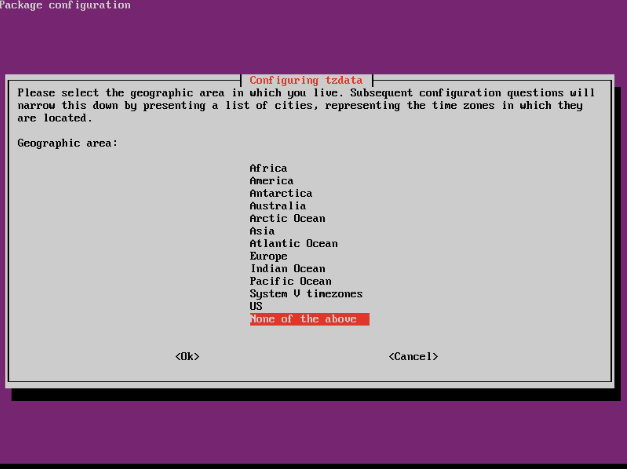 Package configuration
Configuring tzdata
Please select the geographic area in which you live. Subsequent configuration questions will
narrow this down by presenting a list of cities, representing the time zones in which they
are located.
Geographic area:
Africa
America
Antarctica
Australia
Arctic Ocean
Asia
Atlantic Ocean
Europe
Indian Ocean
Pacific Ocean
System V timezones
US
None of the above
<Ok> <Cancel>